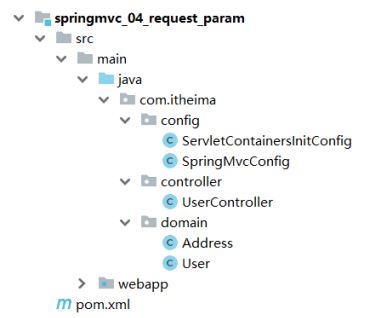 springmvc_04_request_param
src
main
java
com.itheima
config
ServletContainersInitConfig
SpringMvcConfig
controller
UserController
domain
Address
User
webapp
pom.xml